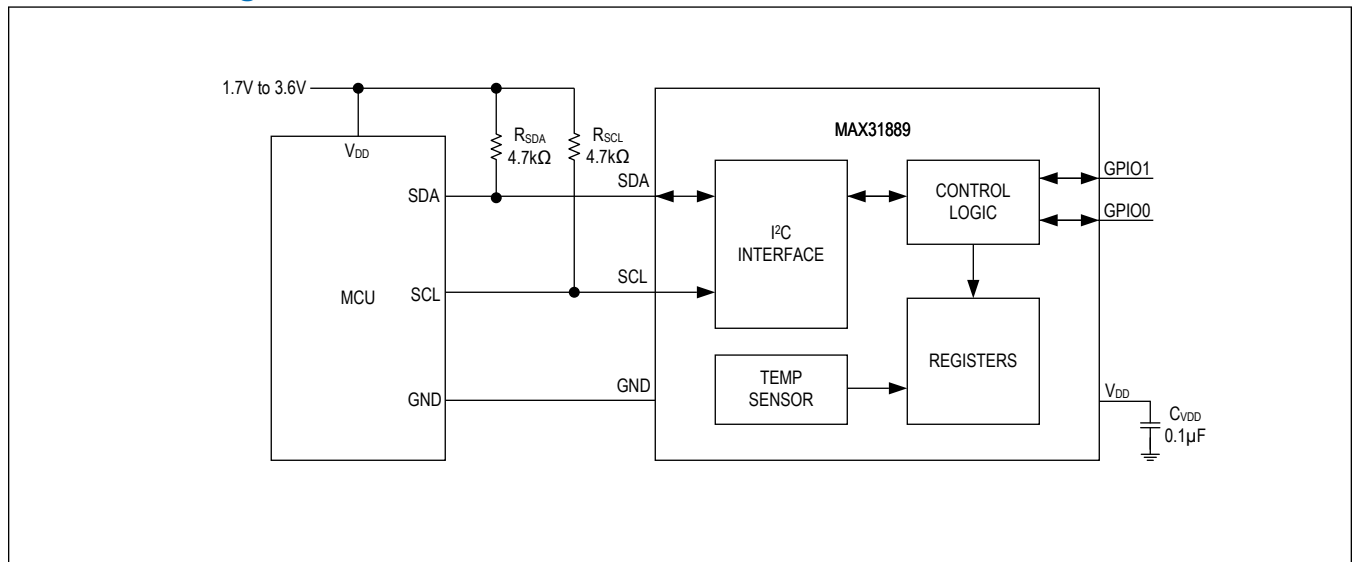 1.7V to 3.6V
VDD
RSDA
4.7kΩ
RSCL
4.7kΩ
MAX31889
SDA
SDA
SCL
SCL
MCU
GND
GND
I²C
INTERFACE
CONTROL
LOGIC
GPIO1
GPIO0
REGISTERS
TEMP
SENSOR
VDD
CVDD
0.1µF